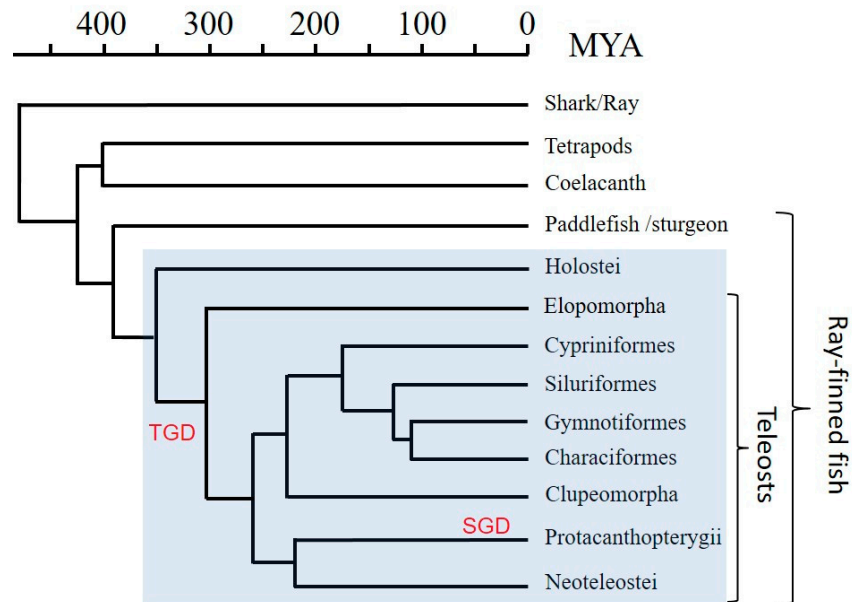 400 300 200 100 0 MYA
Shark/Ray
Tetrapods
Coelacanth
Paddlefish /sturgeon
Holostei
Elopomorpha
Cypriniformes
Siluriformes
Gymnotiformes
Characiformes
Clupeomorpha
Protacanthopterygii
Neoteleostei
TGD
SGD
Teleosts
Ray-finned fish